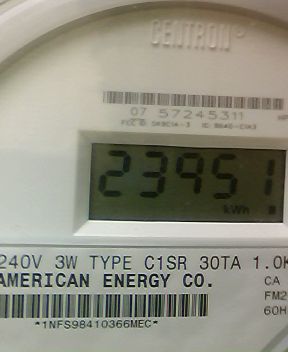 CENTRON®
07 57245311
23951
kWh
240V 3W TYPE C1SR 30TA 1.0K
AMERICAN ENERGY CO. CA
FM2
60H
*1NFS98410366MEC*